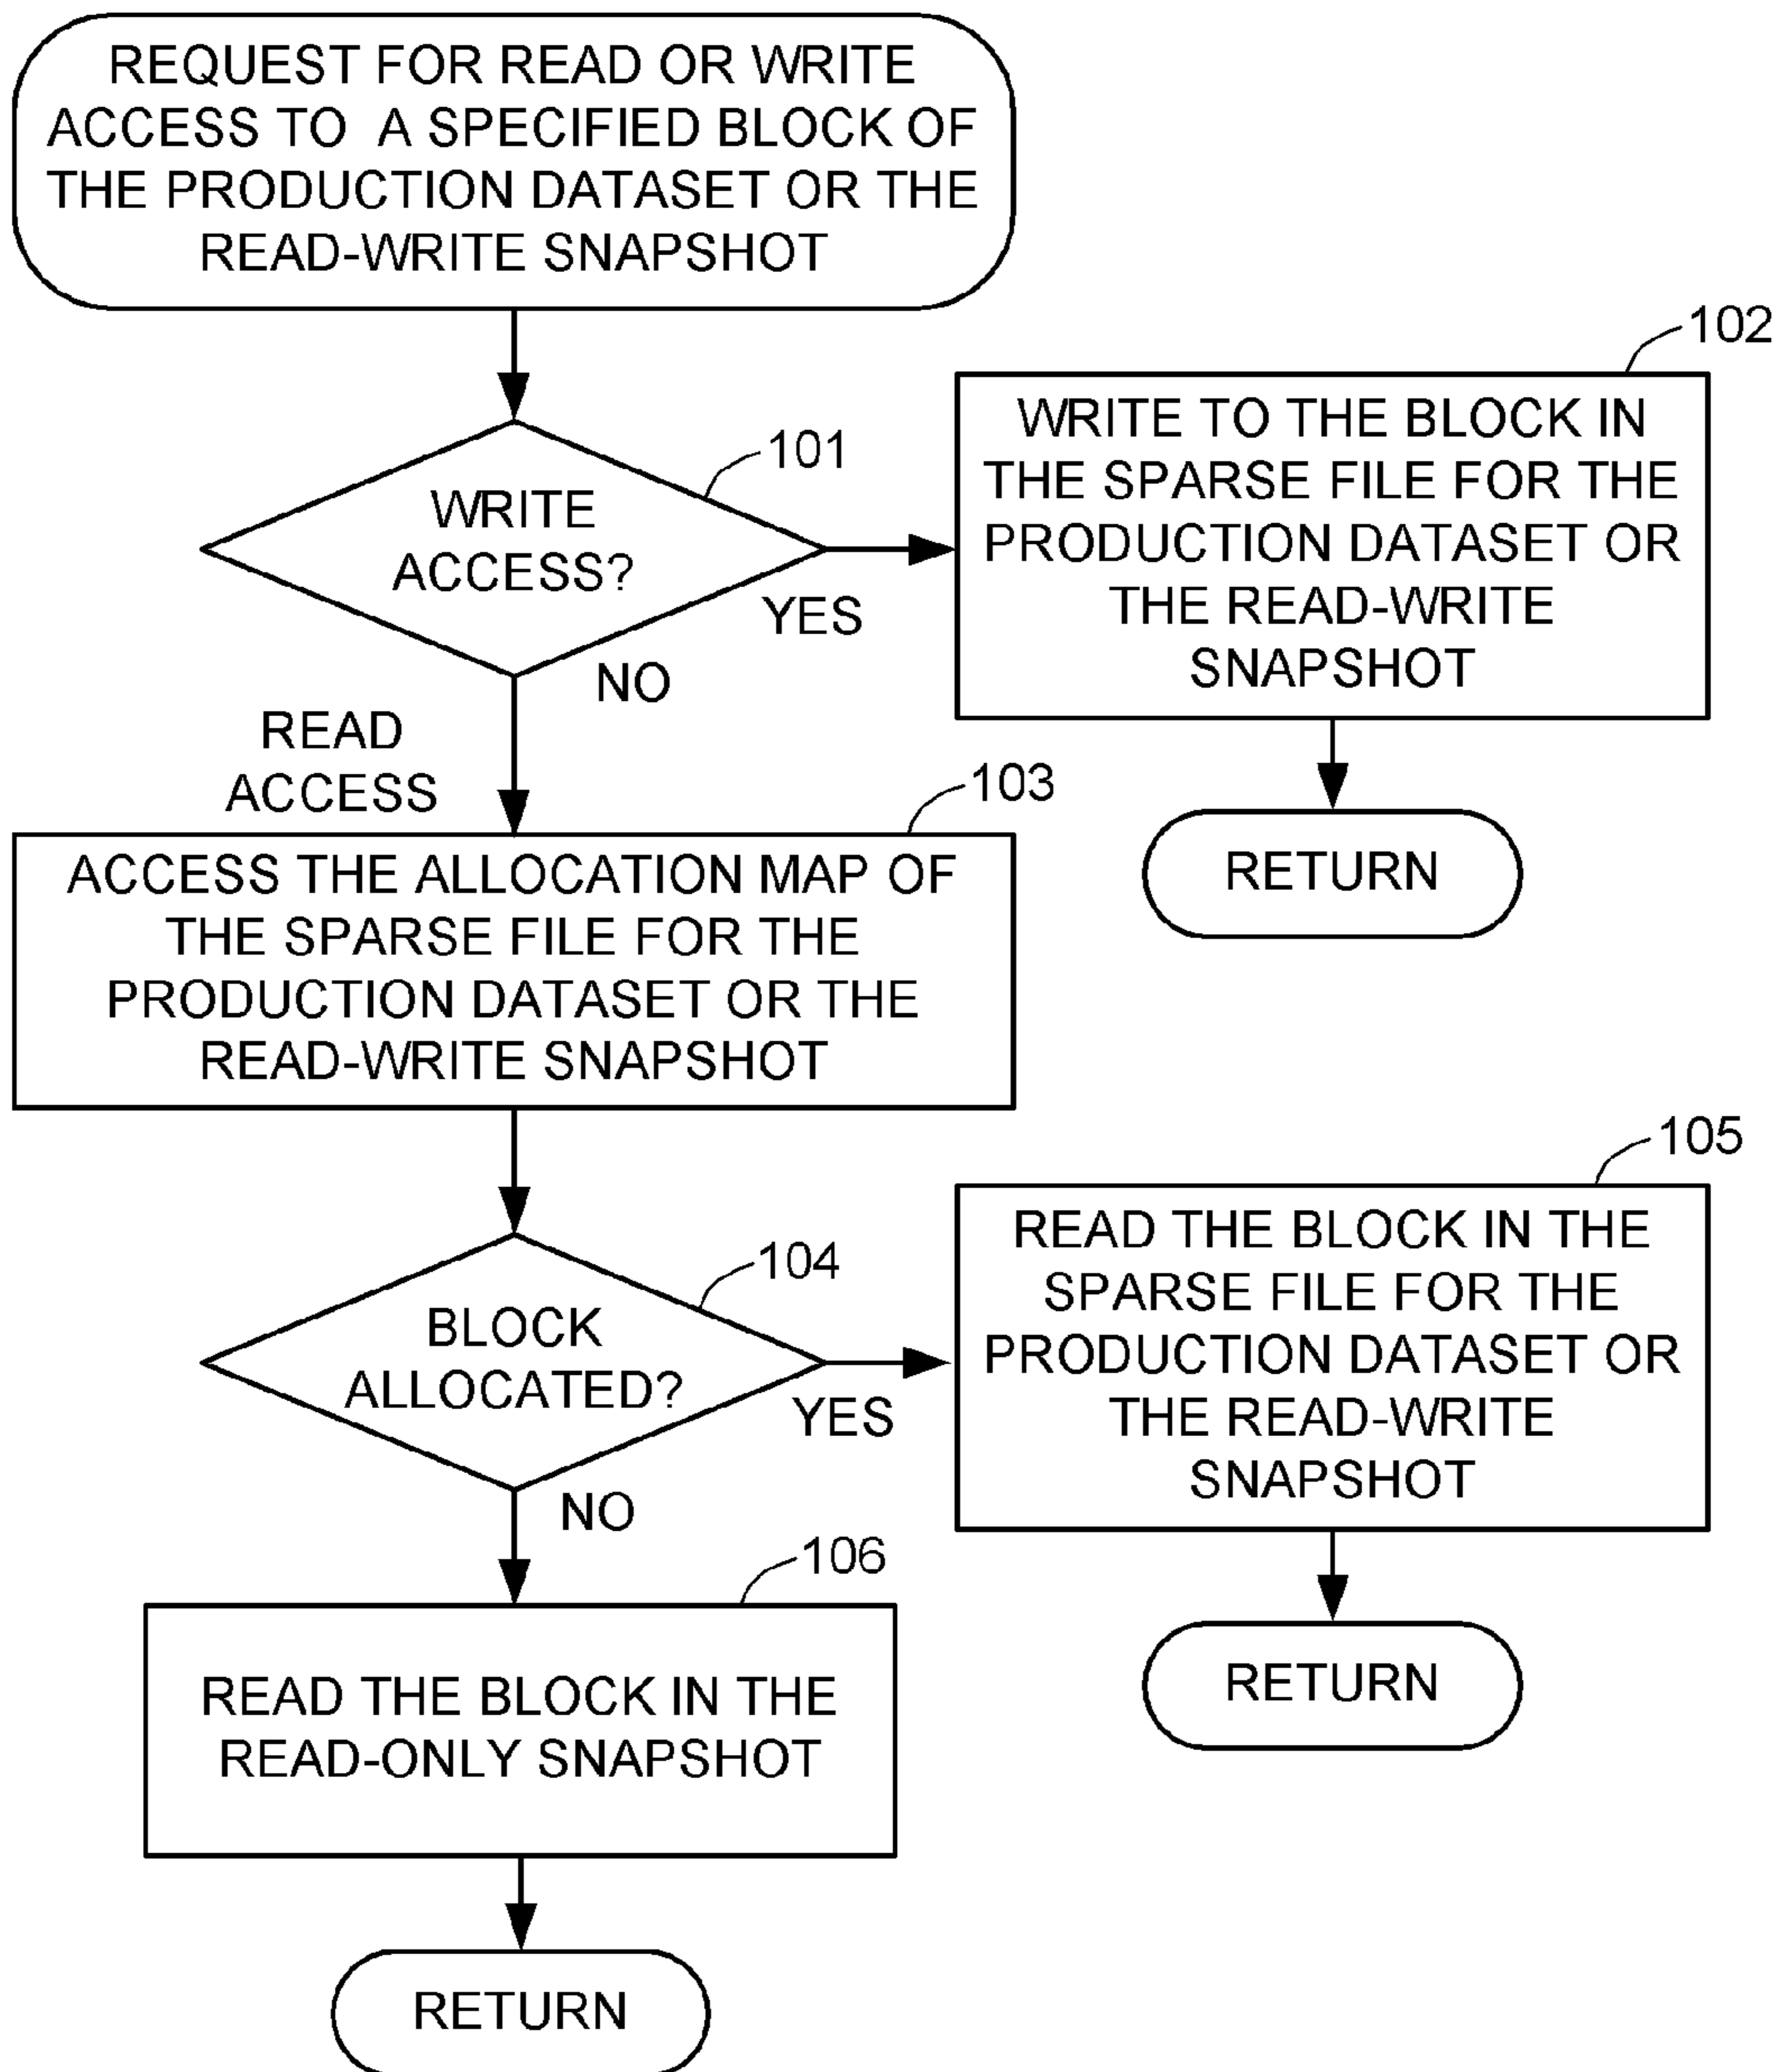 REQUEST FOR READ OR WRITE
ACCESS TO A SPECIFIED BLOCK OF
THE PRODUCTION DATASET OR THE
READ-WRITE SNAPSHOT
101
WRITE
ACCESS?
YES
NO
102
WRITE TO THE BLOCK IN
THE SPARSE FILE FOR THE
PRODUCTION DATASET OR
THE READ-WRITE
SNAPSHOT
RETURN
READ
ACCESS
103
ACCESS THE ALLOCATION MAP OF
THE SPARSE FILE FOR THE
PRODUCTION DATASET OR THE
READ-WRITE SNAPSHOT
104
BLOCK
ALLOCATED?
YES
NO
105
READ THE BLOCK IN THE
SPARSE FILE FOR THE
PRODUCTION DATASET OR
THE READ-WRITE
SNAPSHOT
RETURN
106
READ THE BLOCK IN THE
READ-ONLY SNAPSHOT
RETURN